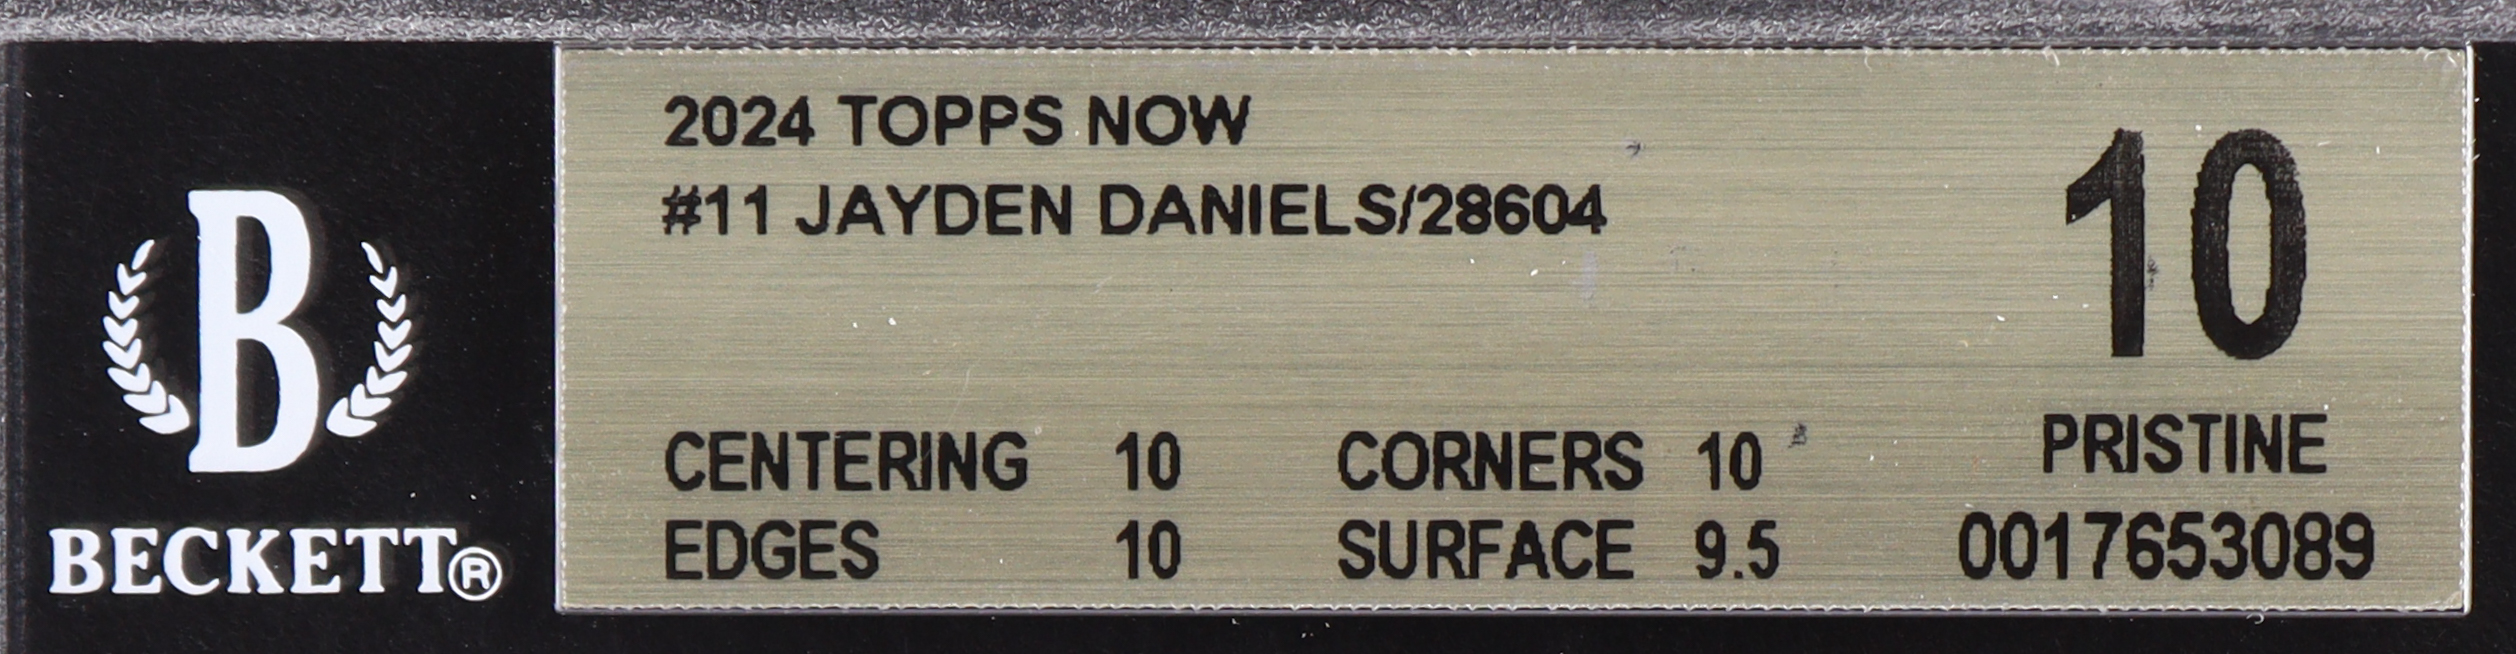 B
BECKETT®
2024 TOPPS NOW
#11 JAYDEN DANIELS/28604
10
PRISTINE
0017653089
CENTERING 10 CORNERS 10
EDGES 10 SURFACE 9.5